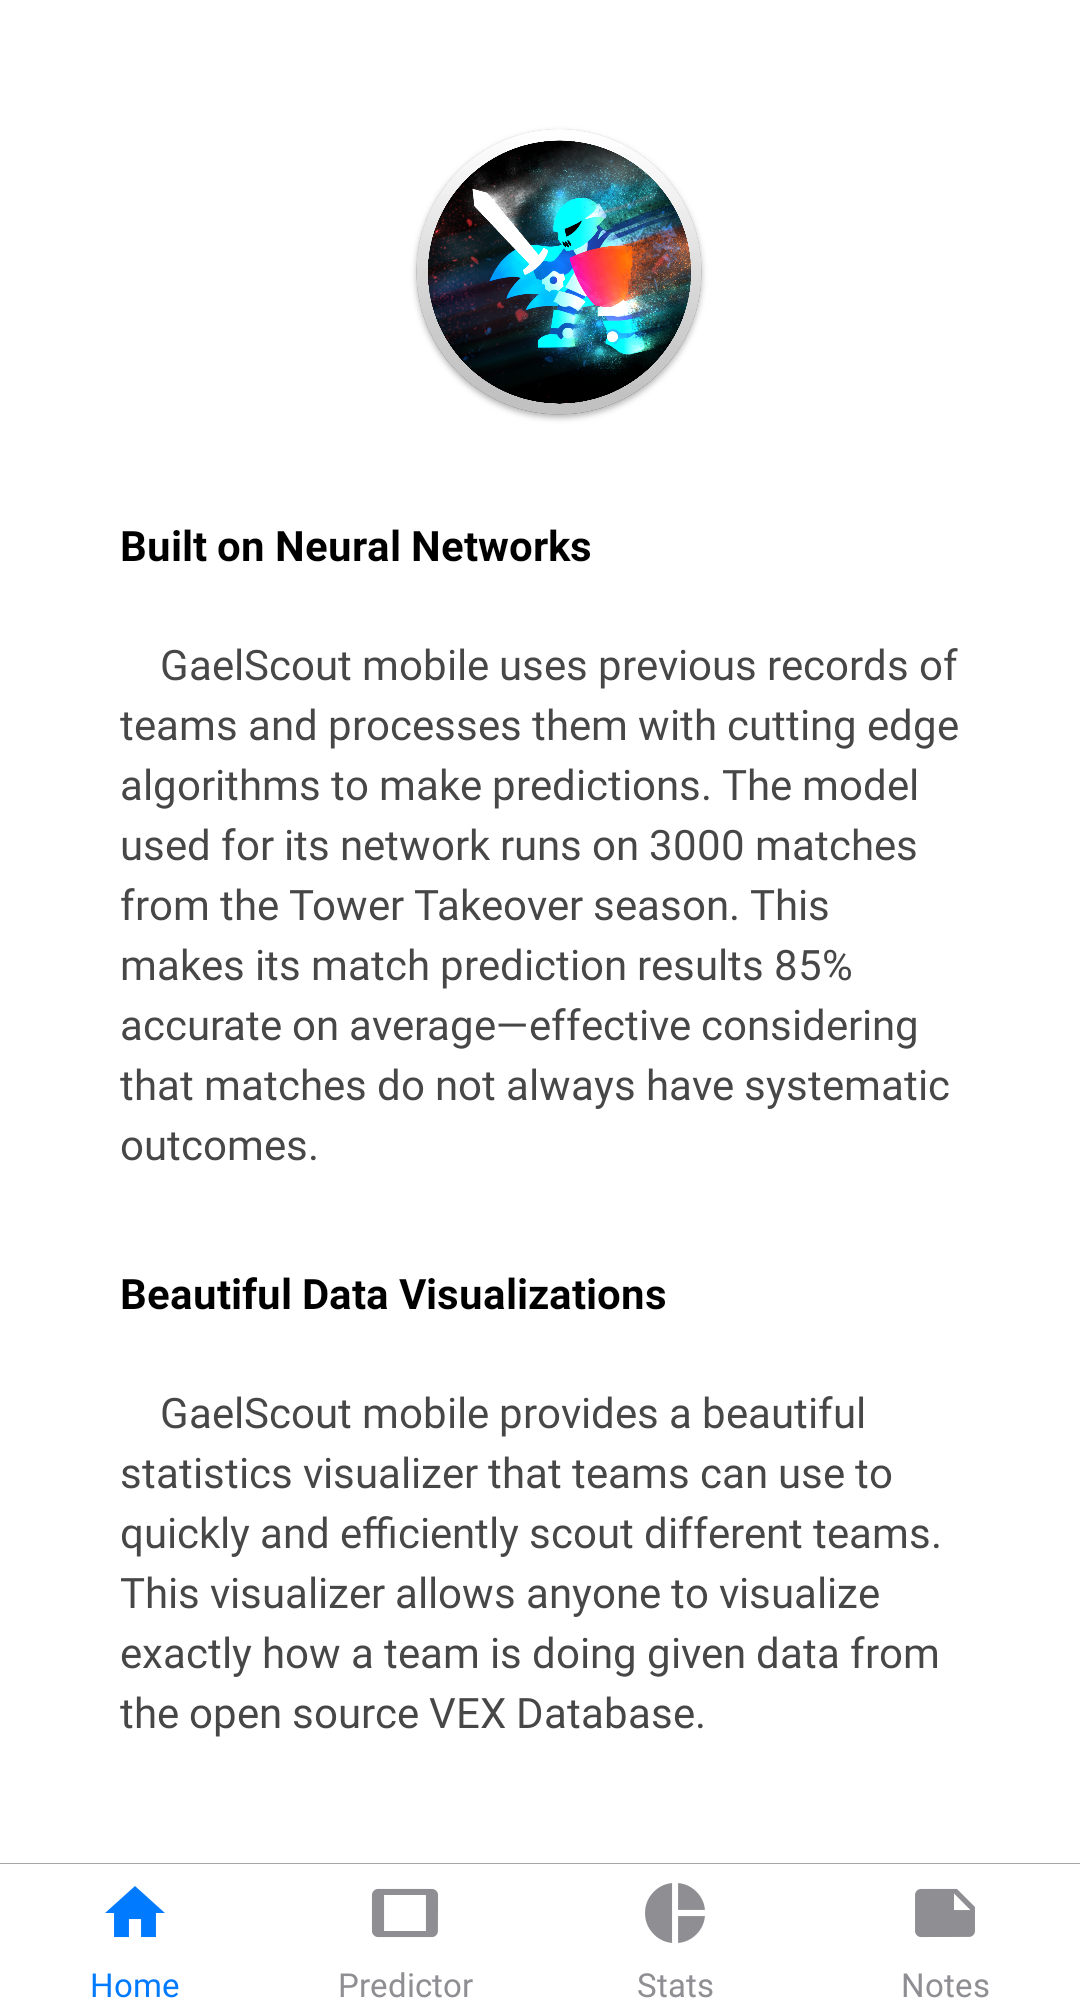 Built on Neural Networks
GaelScout mobile uses previous records of
teams and processes them with cutting edge
algorithms to make predictions. The model
used for its network runs on 3000 matches
from the Tower Takeover season. This
makes its match prediction results 85%
accurate on average—effective considering
that matches do not always have systematic
outcomes.
Beautiful Data Visualizations
GaelScout mobile provides a beautiful
statistics visualizer that teams can use to
quickly and efficiently scout different teams.
This visualizer allows anyone to visualize
exactly how a team is doing given data from
the open source VEX Database.
Home Predictor Stats Notes